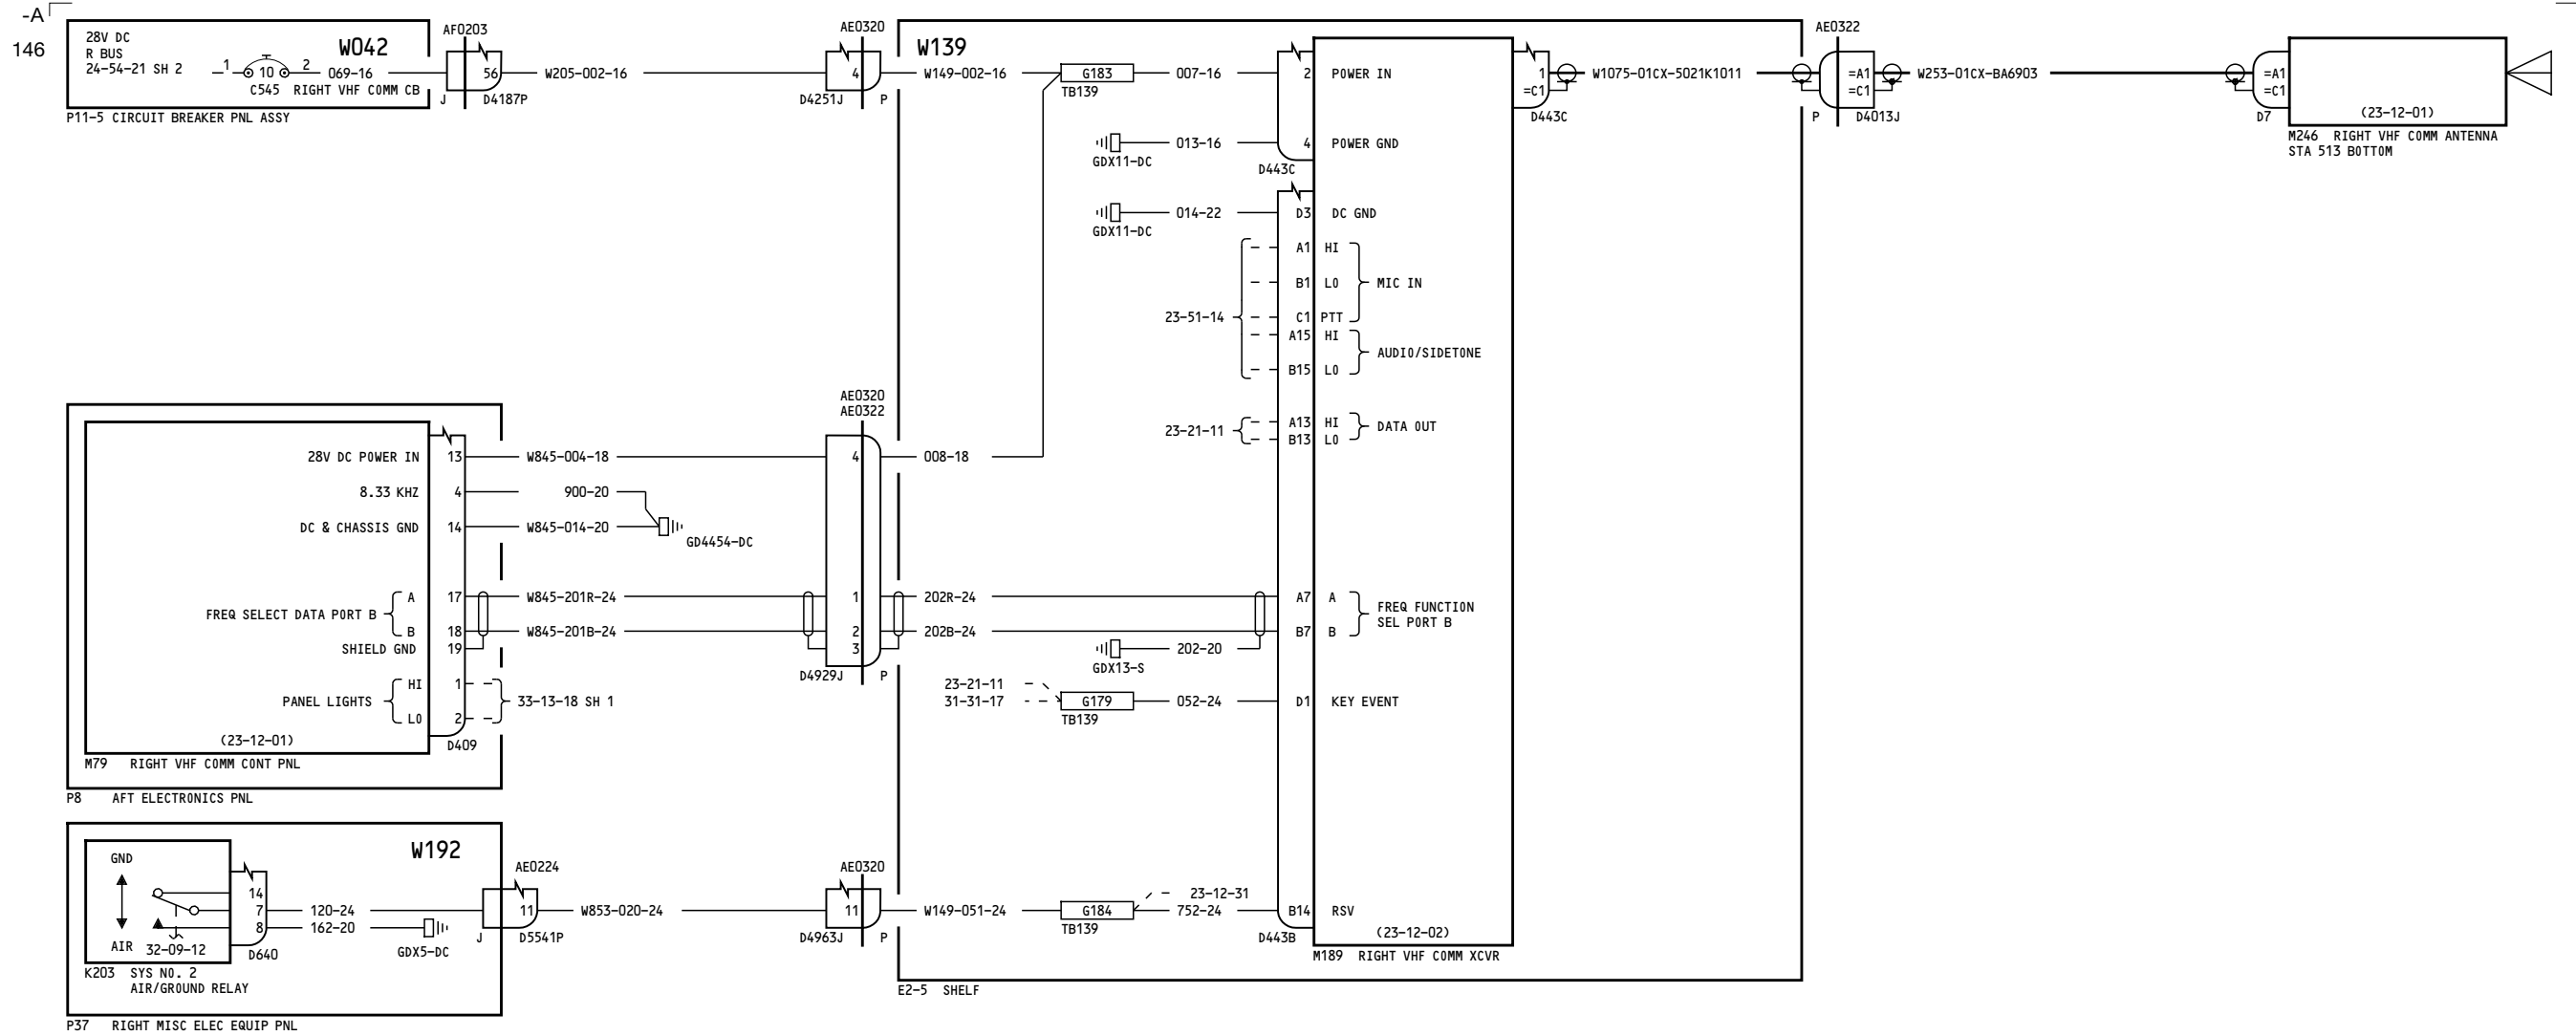 -A
146
28V DC
R BUS
24-54-21 SH 2
1
10
2
069-16
C545 RIGHT VHF COMM CB
W042
P11-5 CIRCUIT BREAKER PNL ASSY
AF0203
56
J
D4187P
W205-002-16
AE0320
4
D4251J
P
W139
W149-002-16
G183
TB139
007-16
2
POWER IN
GDX11-DC
013-16
4
POWER GND
D443C
GDX11-DC
014-22
D3
DC GND
A1 HI
B1 LO
C1 PTT
MIC IN
23-51-14
A15 HI
B15 LO
AUDIO/SIDETONE
23-21-11
A13 HI
B13 LO
DATA OUT
1
=C1
D443C
W1075-01CX-5021K1011
AE0322
=A1
=C1
P
D4013J
W253-01CX-BA6903
=A1
=C1
D7
(23-12-01)
M246 RIGHT VHF COMM ANTENNA
STA 513 BOTTOM
28V DC POWER IN
13
W845-004-18
AE0320
AE0322
4
008-18
8.33 KHZ
4
900-20
DC & CHASSIS GND
14
W845-014-20
GD4454-DC
FREQ SELECT DATA PORT B
A
17
W845-201R-24
1
202R-24
A7
A
B
18
W845-201B-24
2
202B-24
B7
B
FREQ FUNCTION
SEL PORT B
SHIELD GND
19
3
D4929J
P
GDX13-S
202-20
PANEL LIGHTS
HI
1
LO
2
33-13-18 SH 1
23-21-11
31-31-17
G179
TB139
052-24
D1
KEY EVENT
(23-12-01)
D409
M79 RIGHT VHF COMM CONT PNL
P8 AFT ELECTRONICS PNL
W192
GND
AIR
32-09-12
14
7
8
D640
120-24
162-20
GDX5-DC
K203 SYS NO. 2
AIR/GROUND RELAY
P37 RIGHT MISC ELEC EQUIP PNL
AE0224
11
J
D5541P
W853-020-24
AE0320
11
D4963J
P
W149-051-24
G184
TB139
23-12-31
752-24
B14
RSV
D443B
(23-12-02)
M189 RIGHT VHF COMM XCVR
E2-5 SHELF